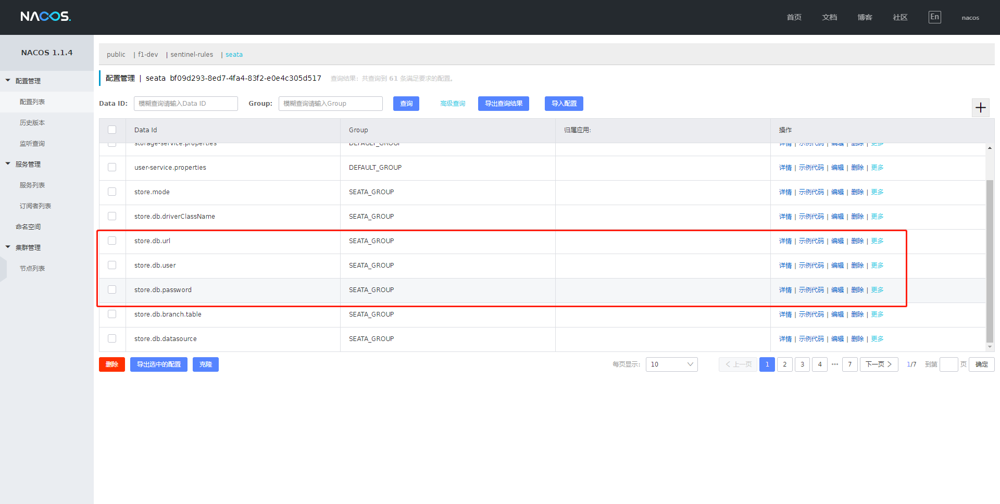 NACOS.
首页 文档 博客 社区 En nacos
NACOS 1.1.4
配置管理
配置列表
历史版本
监听查询
服务管理
服务列表
订阅者列表
命名空间
集群管理
节点列表
public | f1-dev | sentinel-rules | seata
配置管理 | seata bf09d293-8ed7-4fa4-83f2-e0e4c305d517 查询结果：共查询到 61 条满足要求的配置。
Data ID: 模糊查询请输入Data ID Group: 模糊查询请输入Group 查询 高级查询 导出查询结果 导入配置
Data Id Group 归属应用: 操作
storage-service.properties DEFAULT_GROUP 详情 | 示例代码 | 编辑 | 删除 | 更多
user-service.properties DEFAULT_GROUP 详情 | 示例代码 | 编辑 | 删除 | 更多
store.mode SEATA_GROUP 详情 | 示例代码 | 编辑 | 删除 | 更多
store.db.driverClassName SEATA_GROUP 详情 | 示例代码 | 编辑 | 删除 | 更多
store.db.url SEATA_GROUP 详情 | 示例代码 | 编辑 | 删除 | 更多
store.db.user SEATA_GROUP 详情 | 示例代码 | 编辑 | 删除 | 更多
store.db.password SEATA_GROUP 详情 | 示例代码 | 编辑 | 删除 | 更多
store.db.branch.table SEATA_GROUP 详情 | 示例代码 | 编辑 | 删除 | 更多
store.db.datasource SEATA_GROUP 详情 | 示例代码 | 编辑 | 删除 | 更多
删除 导出选中的配置 克隆 每页显示: 10 上一页 1 2 3 4 ••• 7 下一页 1/7 到第 页 确定